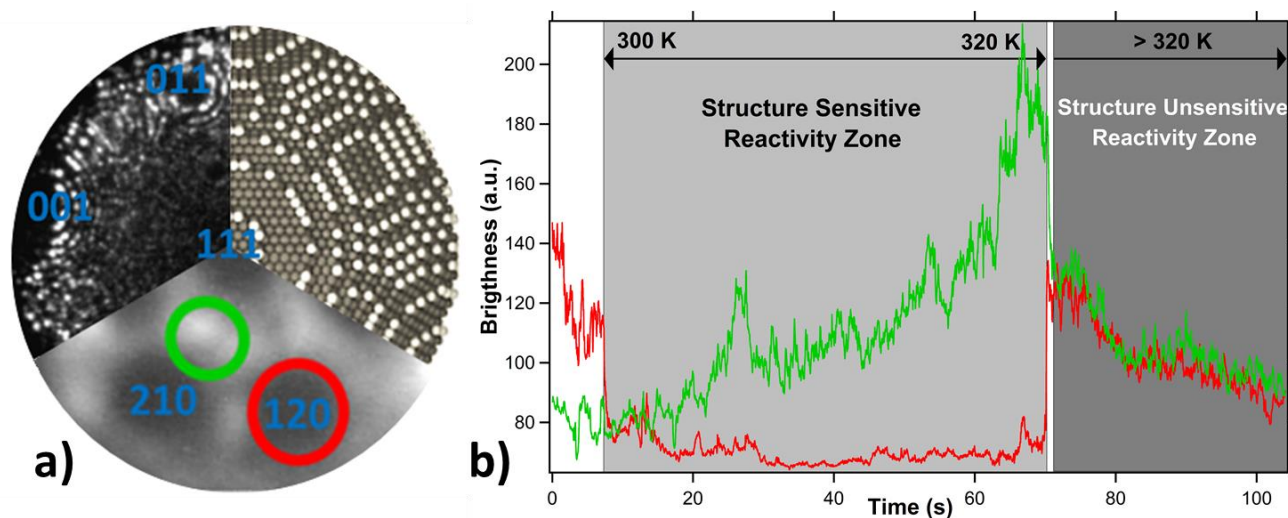 011
001
111
210
120
a)
b)
300 K
320 K
> 320 K
Structure Sensitive
Reactivity Zone
Structure Unsensitive
Reactivity Zone
Brigthness (a.u.)
200
180
160
140
120
100
80
0
20
40
60
80
100
Time (s)